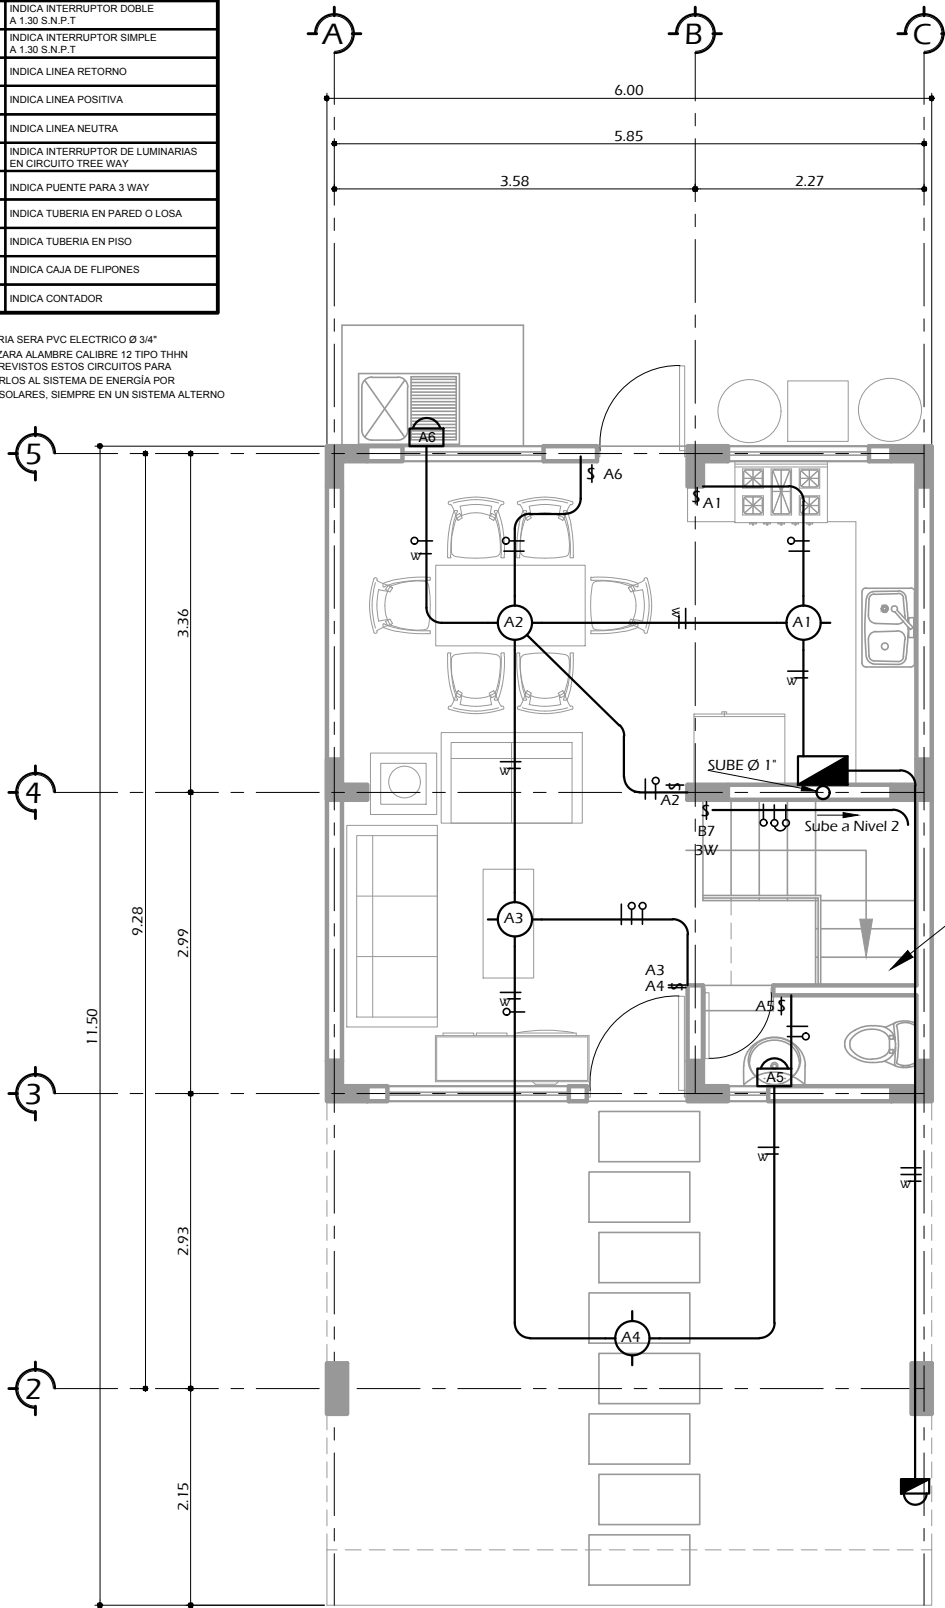 INDICA INTERRUPTOR DOBLE
A 1.30 S.N.P.T
INDICA INTERRUPTOR SIMPLE
A 1.30 S.N.P.T
INDICA LINEA RETORNO
INDICA LINEA POSITIVA
INDICA LINEA NEUTRA
INDICA INTERRUPTOR DE LUMINARIAS
EN CIRCUITO TREE WAY
INDICA PUENTE PARA 3 WAY
INDICA TUBERIA EN PARED O LOSA
INDICA TUBERIA EN PISO
INDICA CAJA DE FLIPONES
INDICA CONTADOR
RIA SERA PVC ELECTRICO Ø 3/4"
ZARA ALAMBRE CALIBRE 12 TIPO THHN
REVISTOS ESTOS CIRCUITOS PARA
RLOS AL SISTEMA DE ENERGÍA POR
SOLARES, SIEMPRE EN UN SISTEMA ALTERNO
A
B
C
6.00
5.85
3.58
2.27
5
A6
$ A6
$ A1
W
3.36
A2
W
A1
W
W
SUBE Ø 1"
4
$
A2
$
B7
3W
Sube a Nivel 2
9.28
11.50
2.99
A3
A3
A4 $
W
A5 $
A5
3
W
W
2.93
A4
2
2.15